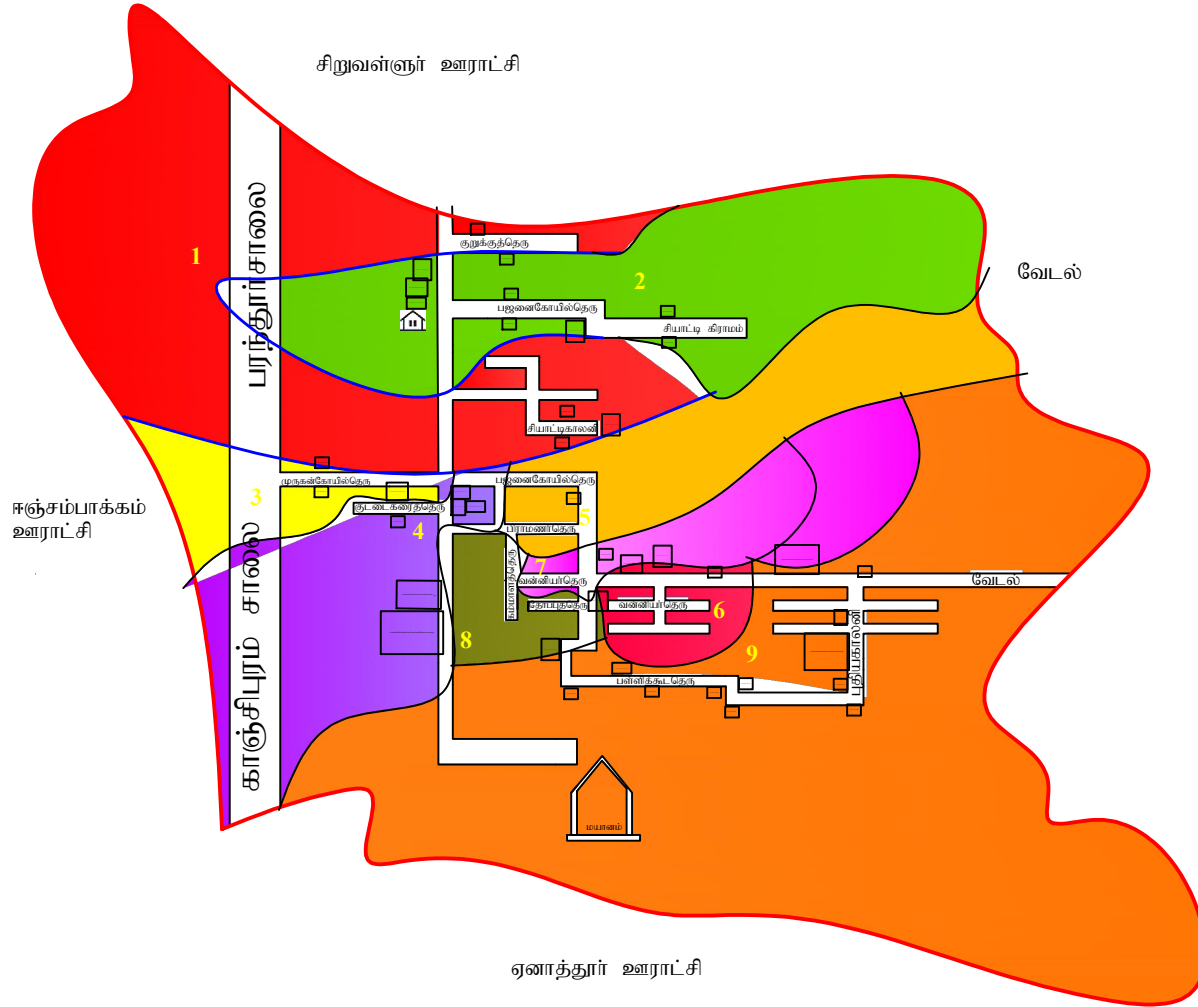 சிறுவள்ளுர் ஊராட்சி
பரந்தூர்சாலை
1
குறுக்குத்தெரு
2
வேடல்
பஜனைகோயில்தெரு
சியாட்டி கிராமம்
சியாட்டிகாலனி
முருகன்கோயில்தெரு
பஜனைகோயில்தெரு
3
ஈஞ்சம்பாக்கம்
ஊராட்சி
குட்டைகரைத்தெரு
4
5
பிராமணர்தெரு
காஞ்சிபுரம் சாலை
7
வன்னியர்தெரு
வேடல்
கம்மாளத்தெரு
தோப்புத்தெரு
வன்னியர்தெரு
6
8
9
புதியகாலனி
பள்ளிக்கூடதெரு
மயானம்
ஏனாத்தூர் ஊராட்சி